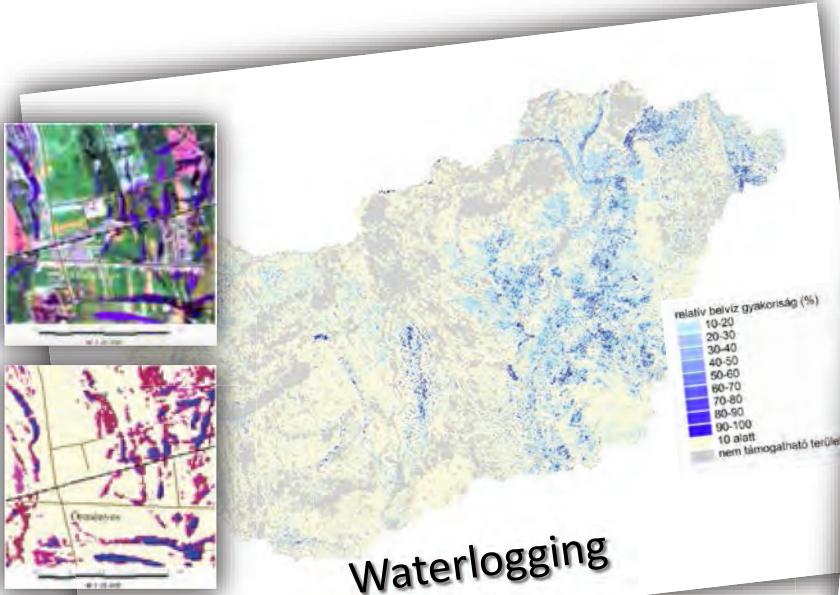 relatív belvíz gyakoriság (%)
10-20
20-30
30-40
40-50
50-60
60-70
70-80
80-90
90-100
10 alatt
nem támogatható terület
Örményes
Waterlogging